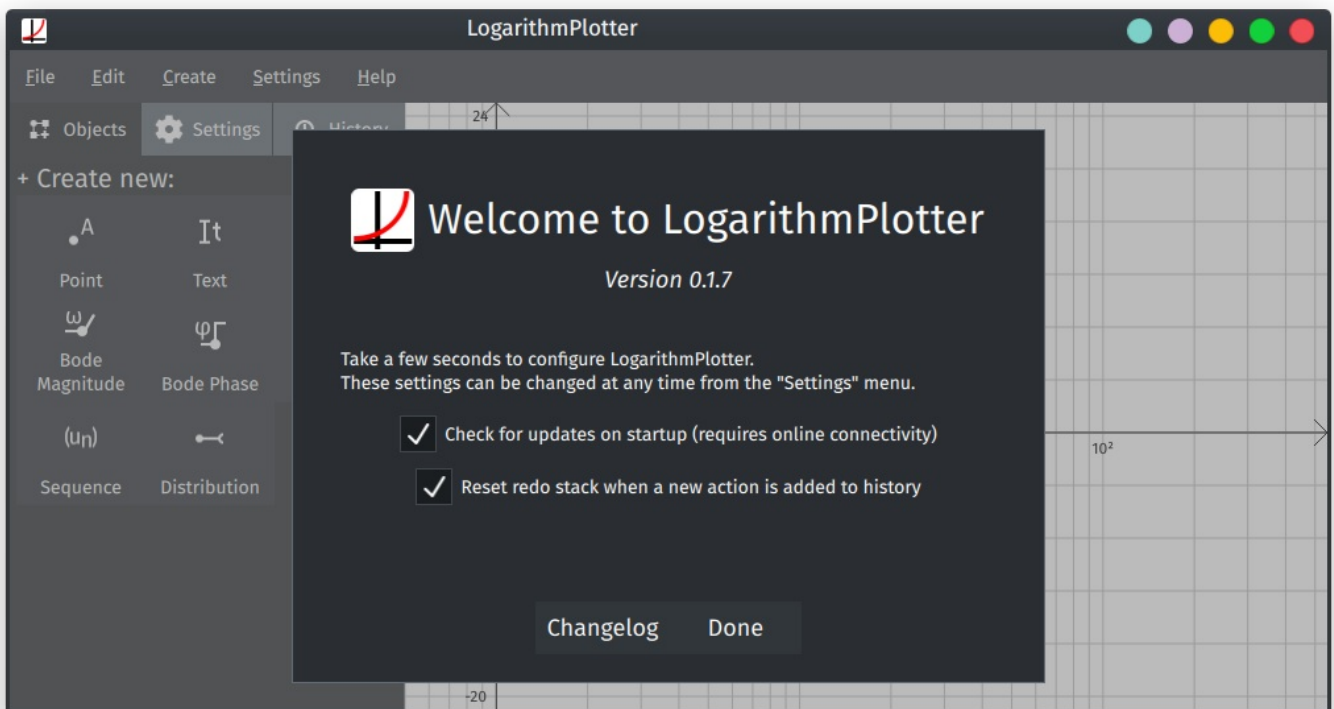 LogarithmPlotter
File Edit Create Settings Help
Objects Settings History
24
+ Create new:
A It
Point Text
ω φ
Bode
Magnitude Bode Phase
(un)
Sequence Distribution
Welcome to LogarithmPlotter
Version 0.1.7
Take a few seconds to configure LogarithmPlotter.
These settings can be changed at any time from the "Settings" menu.
Check for updates on startup (requires online connectivity)
Reset redo stack when a new action is added to history
Changelog Done
10²
-20